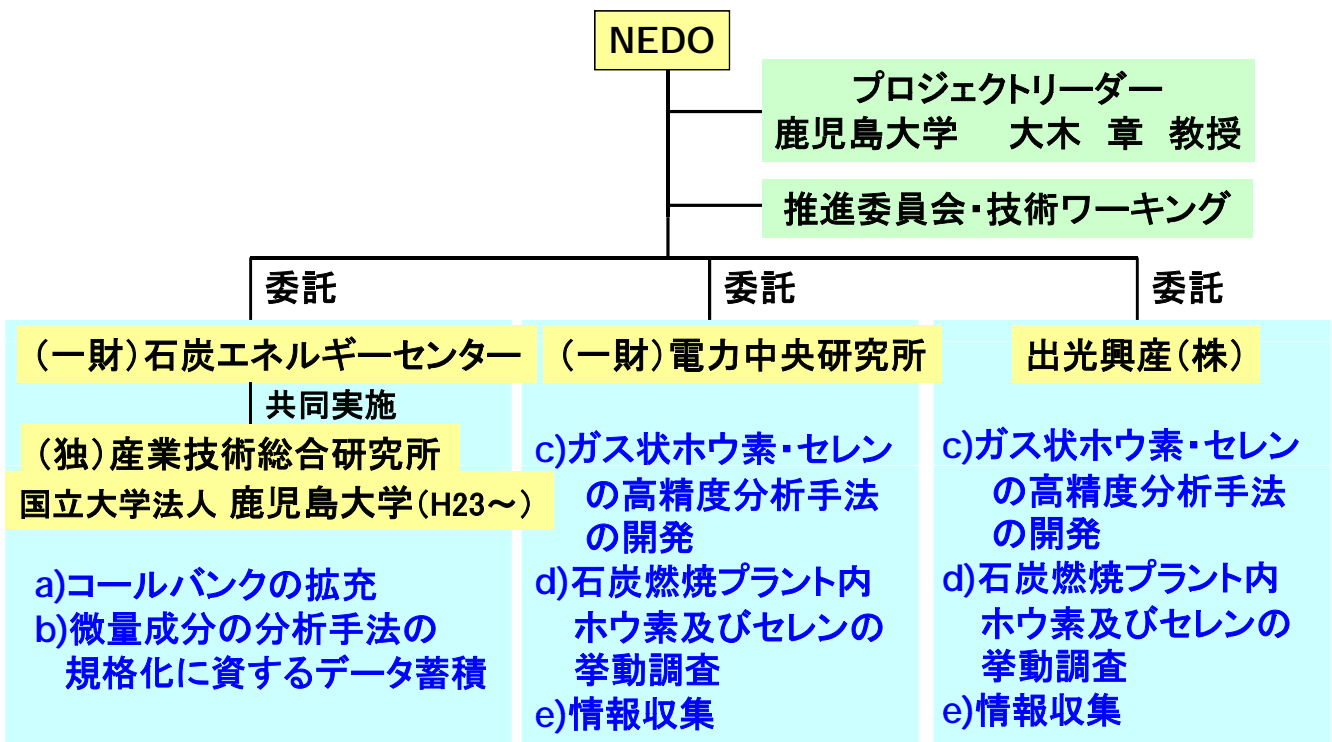 NEDO
プロジェクトリーダー
鹿児島大学　大木　章　教授
推進委員会・技術ワーキング
委託
委託
委託
（一財）石炭エネルギーセンター
共同実施
（独）産業技術総合研究所
国立大学法人 鹿児島大学（H23～）
a)コールバンクの拡充
b)微量成分の分析手法の
規格化に資するデータ蓄積
（一財）電力中央研究所
c)ガス状ホウ素・セレン
の高精度分析手法
の開発
d)石炭燃焼プラント内
ホウ素及びセレンの
挙動調査
e)情報収集
出光興産（株）
c)ガス状ホウ素・セレン
の高精度分析手法
の開発
d)石炭燃焼プラント内
ホウ素及びセレンの
挙動調査
e)情報収集